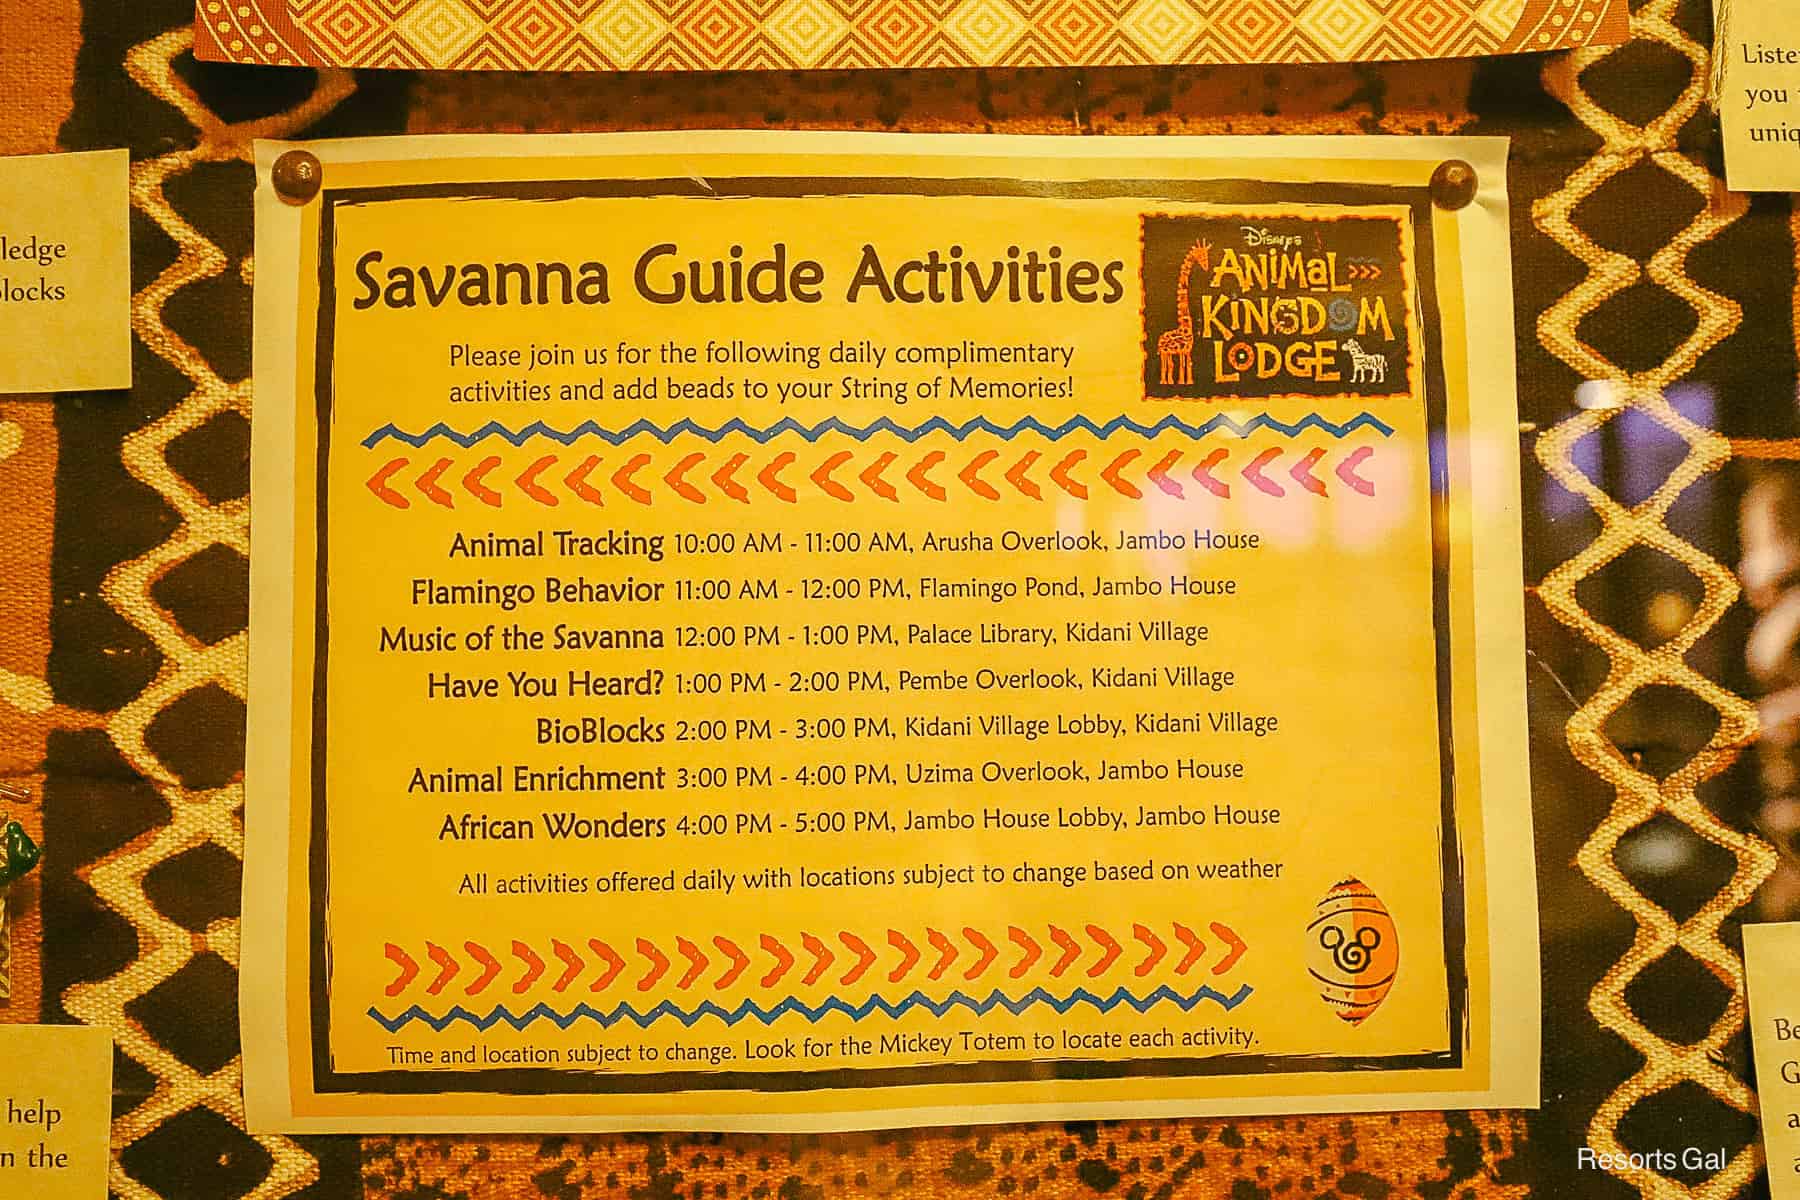 Liste
you
uniq
ledge
locks
Savanna Guide Activities
Disney's
ANIMAL
KINGDOM
LODGE
Please join us for the following daily complimentary
activities and add beads to your String of Memories!
Animal Tracking 10:00 AM - 11:00 AM, Arusha Overlook, Jambo House
Flamingo Behavior 11:00 AM - 12:00 PM, Flamingo Pond, Jambo House
Music of the Savanna 12:00 PM - 1:00 PM, Palace Library, Kidani Village
Have You Heard? 1:00 PM - 2:00 PM, Pembe Overlook, Kidani Village
BioBlocks 2:00 PM - 3:00 PM, Kidani Village Lobby, Kidani Village
Animal Enrichment 3:00 PM - 4:00 PM, Uzima Overlook, Jambo House
African Wonders 4:00 PM - 5:00 PM, Jambo House Lobby, Jambo House
All activities offered daily with locations subject to change based on weather
Time and location subject to change. Look for the Mickey Totem to locate each activity.
help
n the
Be
G
a
Resorts Gal